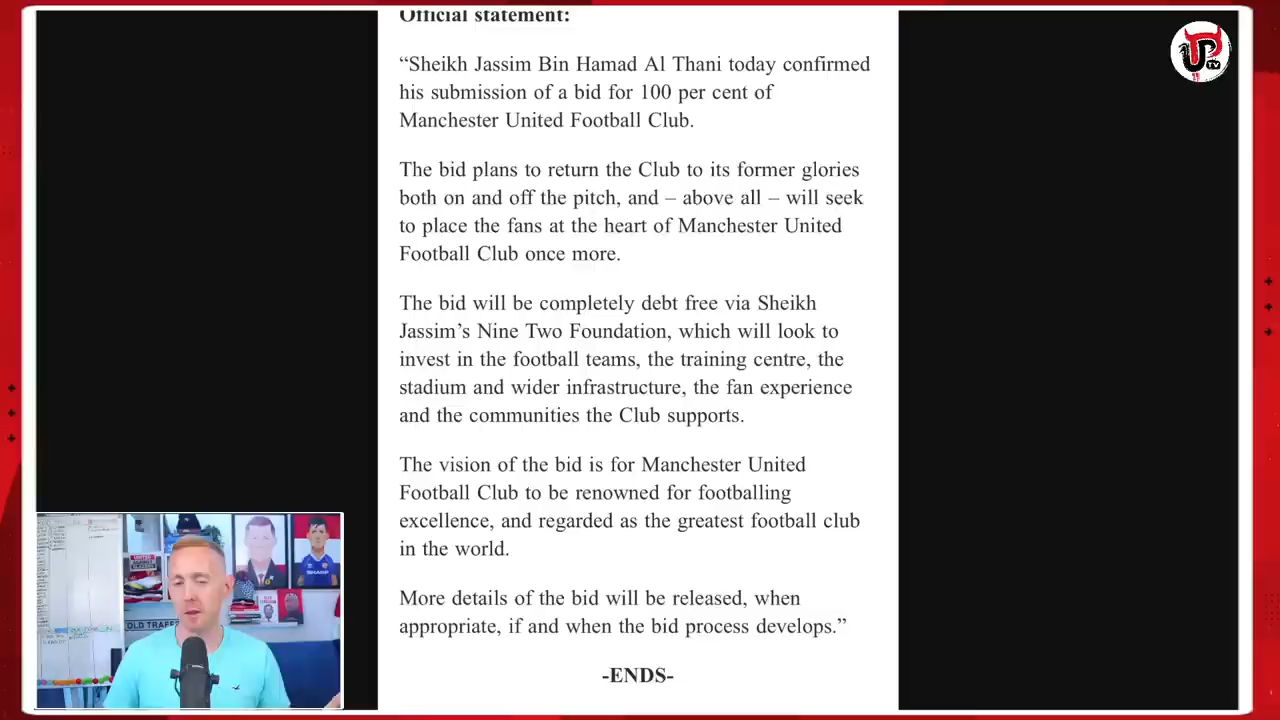 Official statement:
“Sheikh Jassim Bin Hamad Al Thani today confirmed
his submission of a bid for 100 per cent of
Manchester United Football Club.
The bid plans to return the Club to its former glories
both on and off the pitch, and – above all – will seek
to place the fans at the heart of Manchester United
Football Club once more.
The bid will be completely debt free via Sheikh
Jassim’s Nine Two Foundation, which will look to
invest in the football teams, the training centre, the
stadium and wider infrastructure, the fan experience
and the communities the Club supports.
The vision of the bid is for Manchester United
Football Club to be renowned for footballing
excellence, and regarded as the greatest football club
in the world.
More details of the bid will be released, when
appropriate, if and when the bid process develops.”
-ENDS-
UP
TV
SHARP
OLD TRAFF